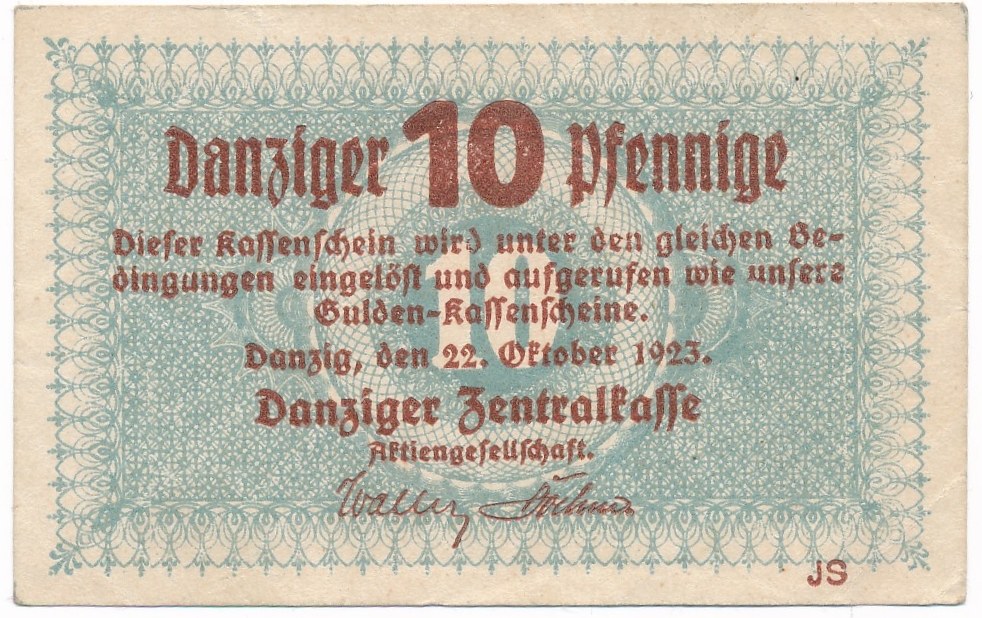 Danziger 10 Pfennige
Dieser Kassenschein wird unter den gleichen Be-
dingungen eingelöst und aufgerufen wie unsere
Gulden-Kassenscheine.
10
Danzig, den 22. Oktober 1923.
Danziger Zentralkasse
Aktiengesellschaft.
JS